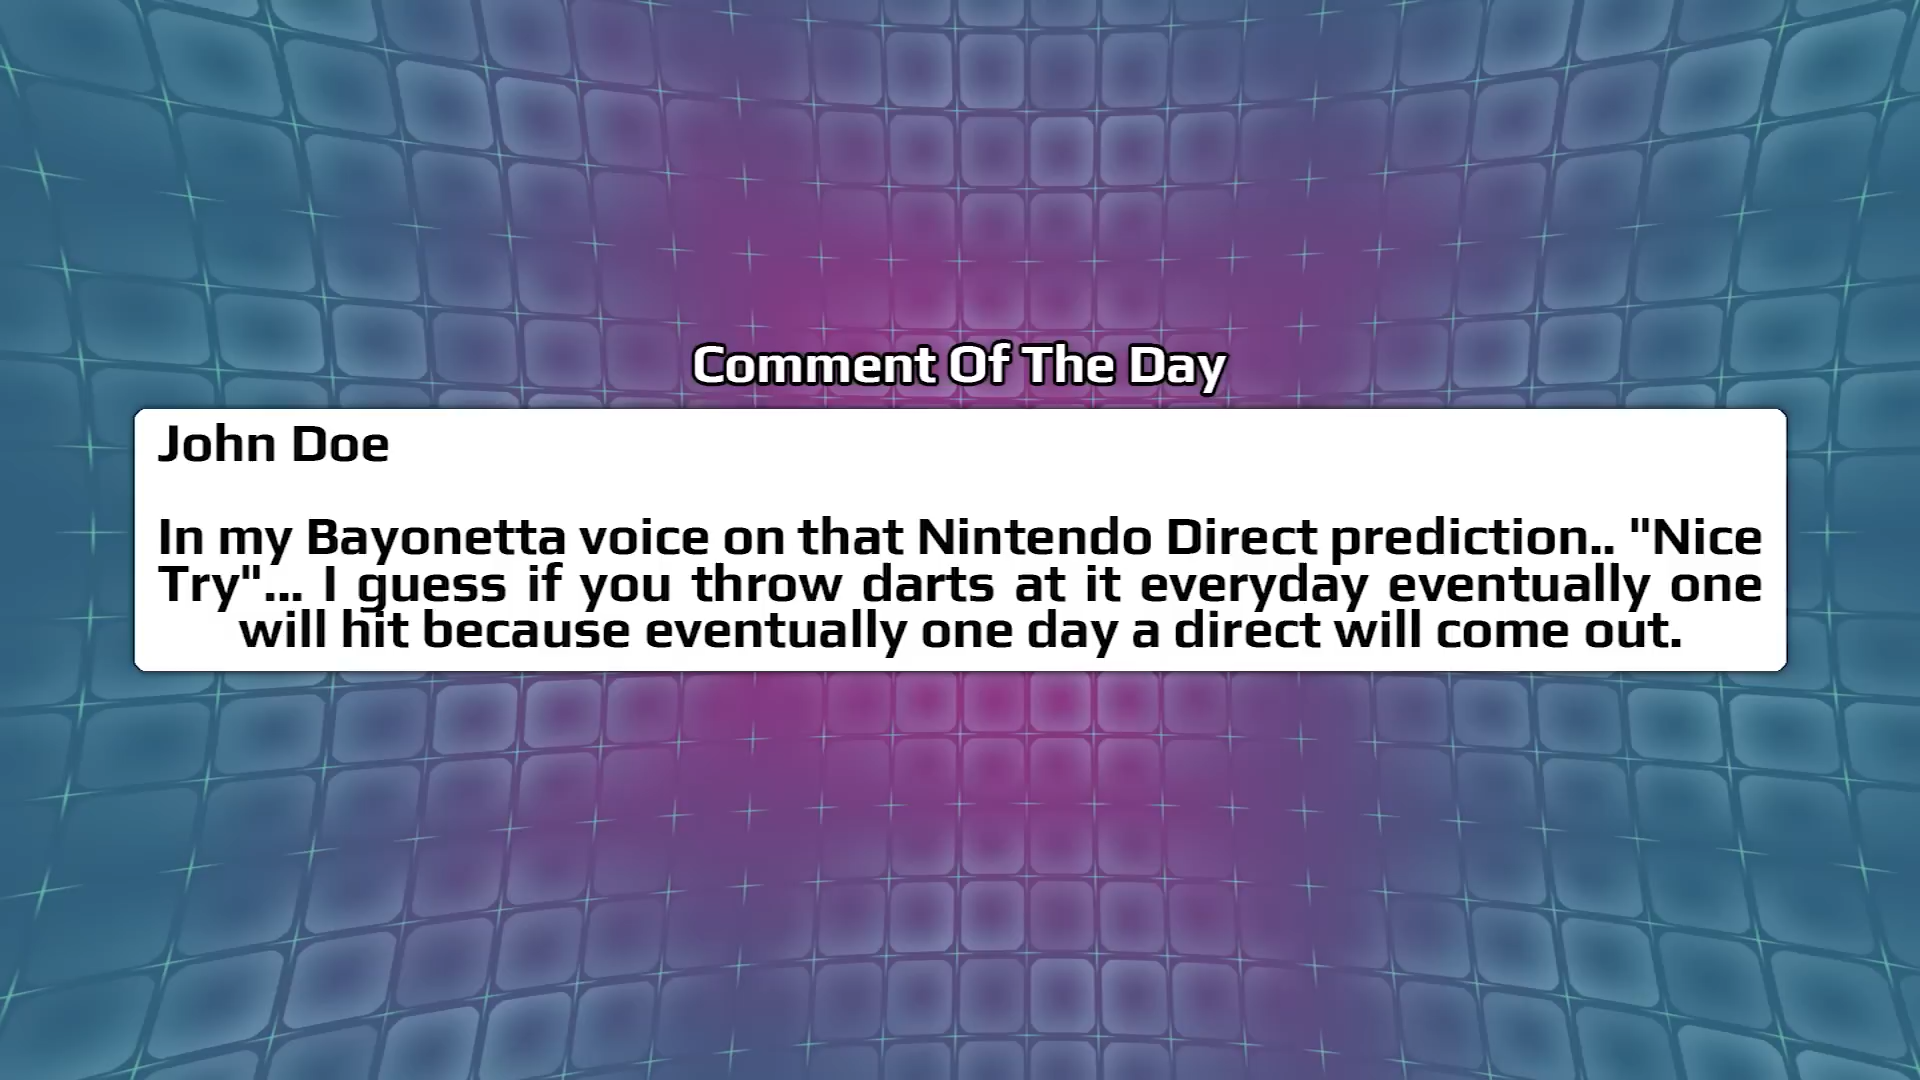 Comment Of The Day
John Doe
In my Bayonetta voice on that Nintendo Direct prediction.. "Nice
Try"... I guess if you throw darts at it everyday eventually one
will hit because eventually one day a direct will come out.